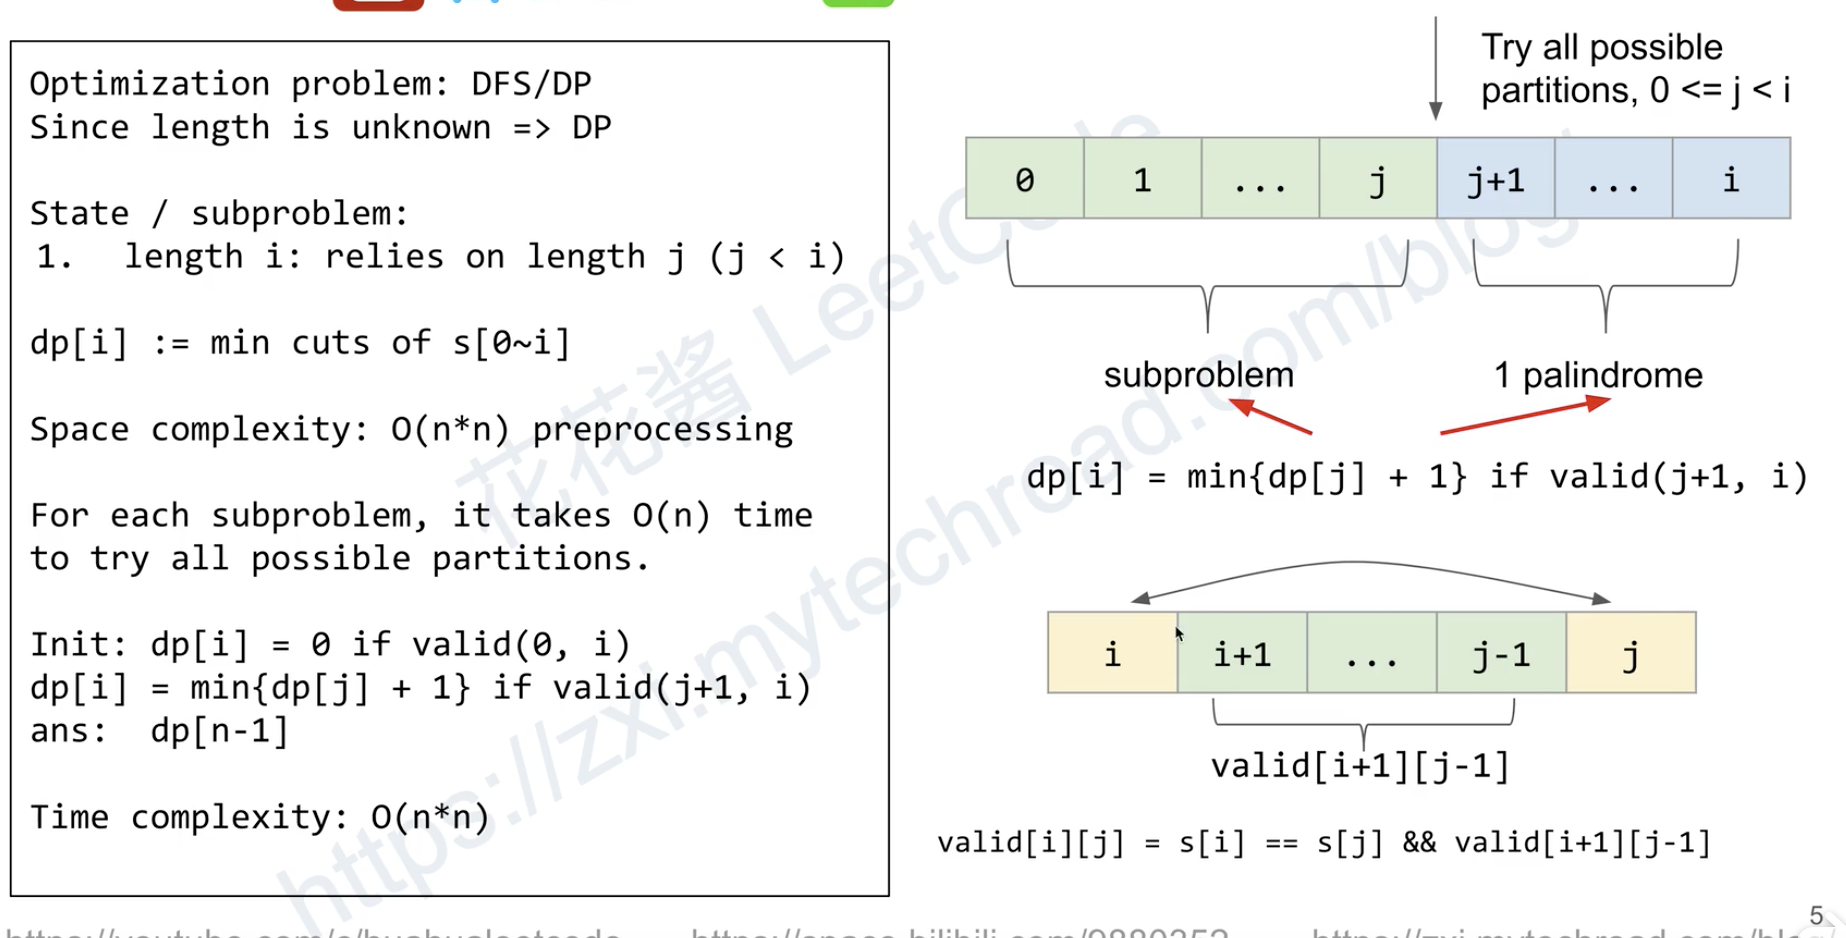 Optimization problem: DFS/DP
Since length is unknown => DP
State / subproblem:
1. length i: relies on length j (j < i)
dp[i] := min cuts of s[0~i]
Space complexity: O(n*n) preprocessing
For each subproblem, it takes O(n) time
to try all possible partitions.
Init: dp[i] = 0 if valid(0, i)
dp[i] = min{dp[j] + 1} if valid(j+1, i)
ans: dp[n-1]
Time complexity: O(n*n)
Try all possible
partitions, 0 <= j < i
0 1 ... j j+1 ... i
subproblem 1 palindrome
dp[i] = min{dp[j] + 1} if valid(j+1, i)
i i+1 ... j-1 j
valid[i+1][j-1]
valid[i][j] = s[i] == s[j] && valid[i+1][j-1]
花花酱 LeetCode
https://zxi.mytechroad.com/blog
5